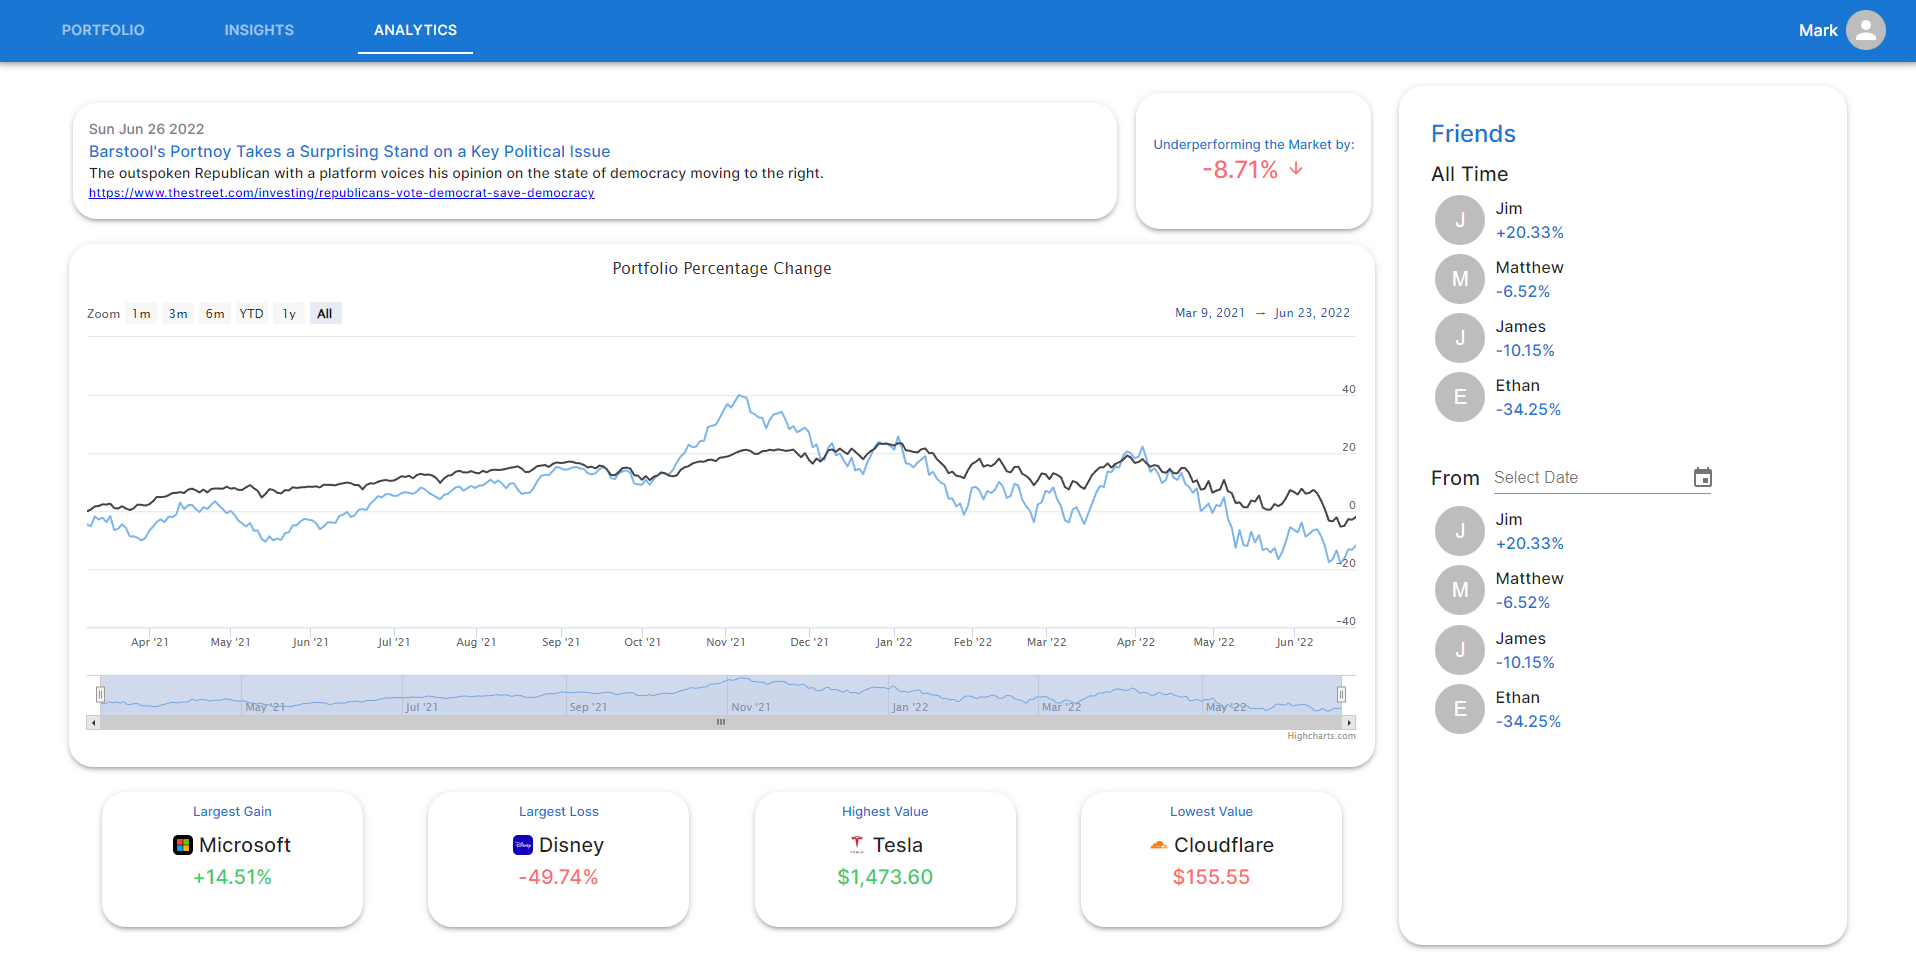 PORTFOLIO INSIGHTS ANALYTICS Mark
Sun Jun 26 2022
Barstool's Portnoy Takes a Surprising Stand on a Key Political Issue
The outspoken Republican with a platform voices his opinion on the state of democracy moving to the right.
https://www.thestreet.com/investing/republicans-vote-democrat-save-democracy
Underperforming the Market by:
-8.71%
Portfolio Percentage Change
Zoom 1m 3m 6m YTD 1y All
Mar 9, 2021 → Jun 23, 2022
40
20
0
-20
-40
Apr '21 May '21 Jun '21 Jul '21 Aug '21 Sep '21 Oct '21 Nov '21 Dec '21 Jan '22 Feb '22 Mar '22 Apr '22 May '22 Jun '22
May '21 Jul '21 Sep '21 Nov '21 Jan '22 Mar '22 May '22
Highcharts.com
Largest Gain
Microsoft
+14.51%
Largest Loss
Disney
-49.74%
Highest Value
Tesla
$1,473.60
Lowest Value
Cloudflare
$155.55
Friends
All Time
J Jim
+20.33%
M Matthew
-6.52%
J James
-10.15%
E Ethan
-34.25%
From Select Date
J Jim
+20.33%
M Matthew
-6.52%
J James
-10.15%
E Ethan
-34.25%